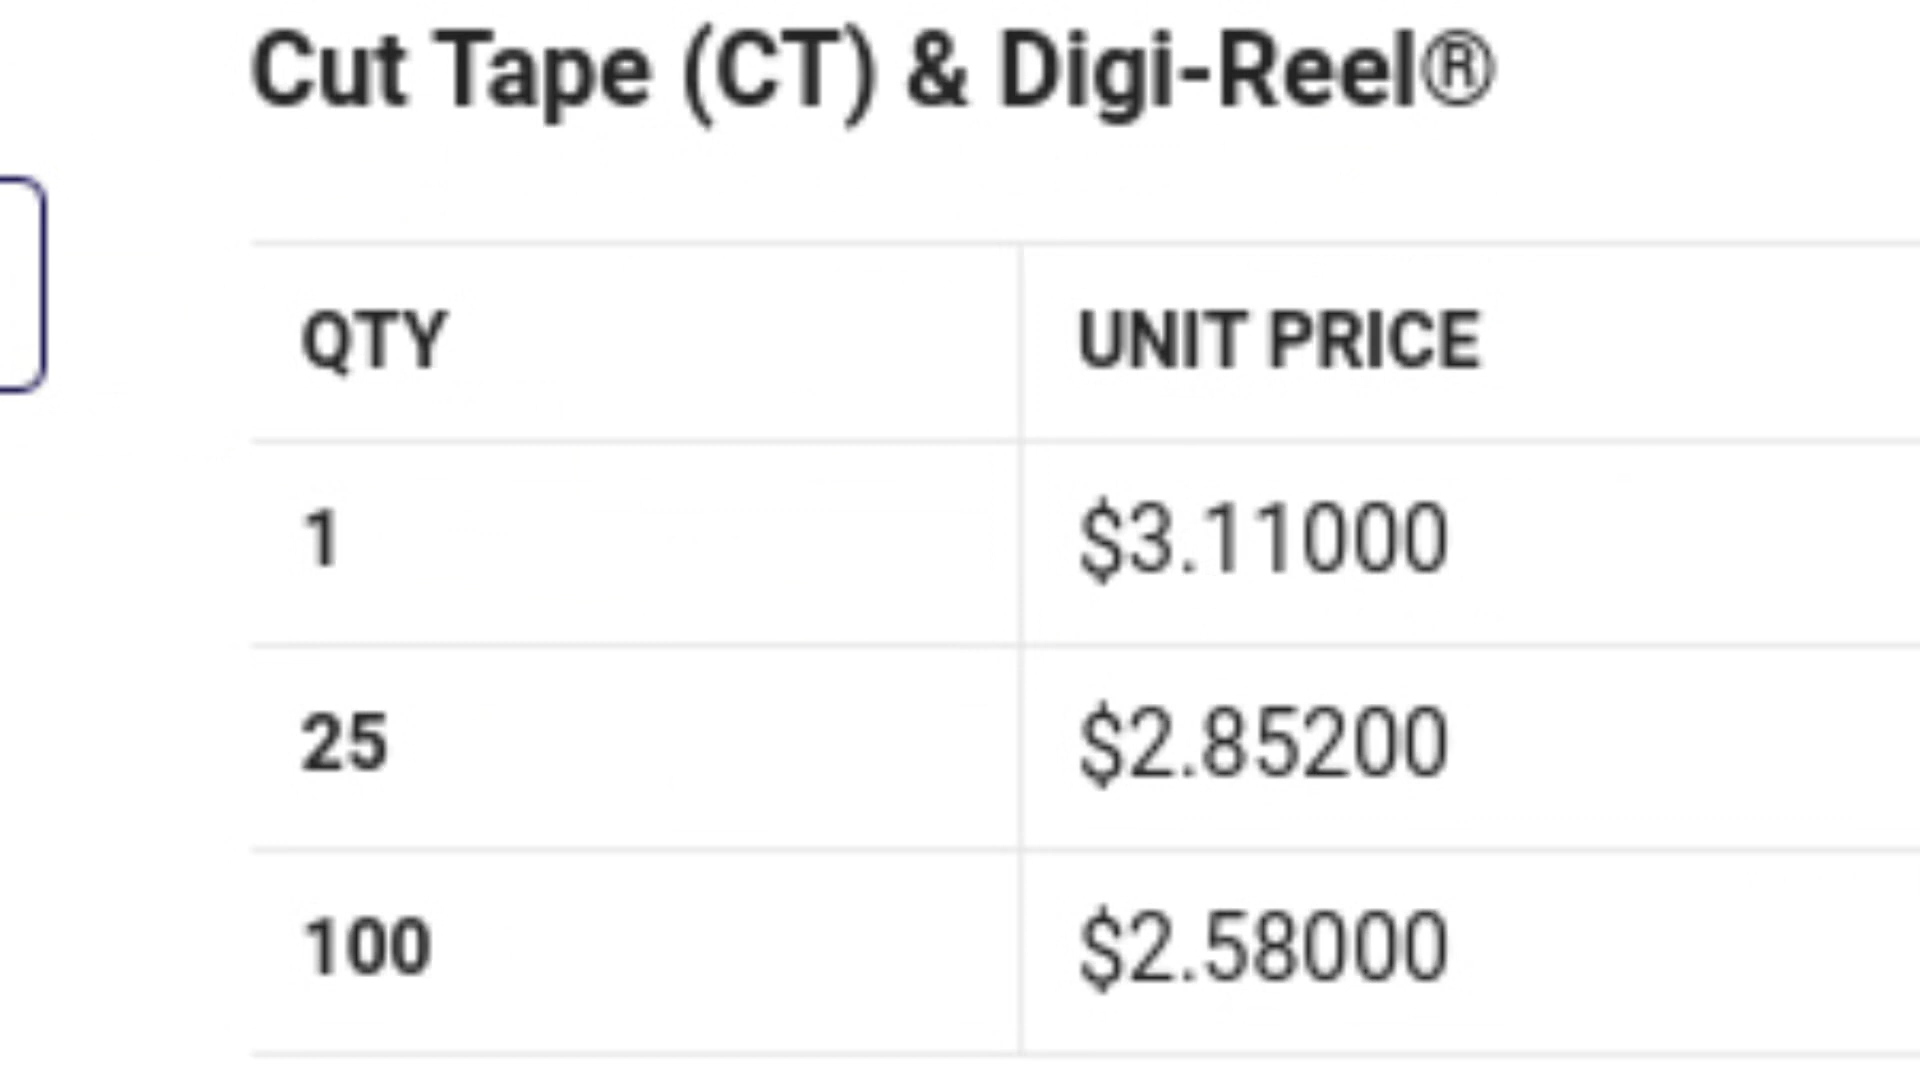 Cut Tape (CT) & Digi-Reel®
QTY UNIT PRICE
1 $3.11000
25 $2.85200
100 $2.58000